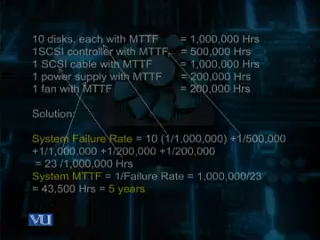 10 disks, each with MTTF = 1,000,000 Hrs
1SCSI controller with MTTF = 500,000 Hrs
1 SCSI cable with MTTF = 1,000,000 Hrs
1 power supply with MTTF = 200,000 Hrs
1 fan with MTTF = 200,000 Hrs
Solution:
System Failure Rate = 10 (1/1,000,000) +1/500,000
+1/1,000,000 +1/200,000 +1/200,000
= 23 /1,000,000 Hrs
System MTTF = 1/Failure Rate = 1,000,000/23
= 43,500 Hrs = 5 years
VU